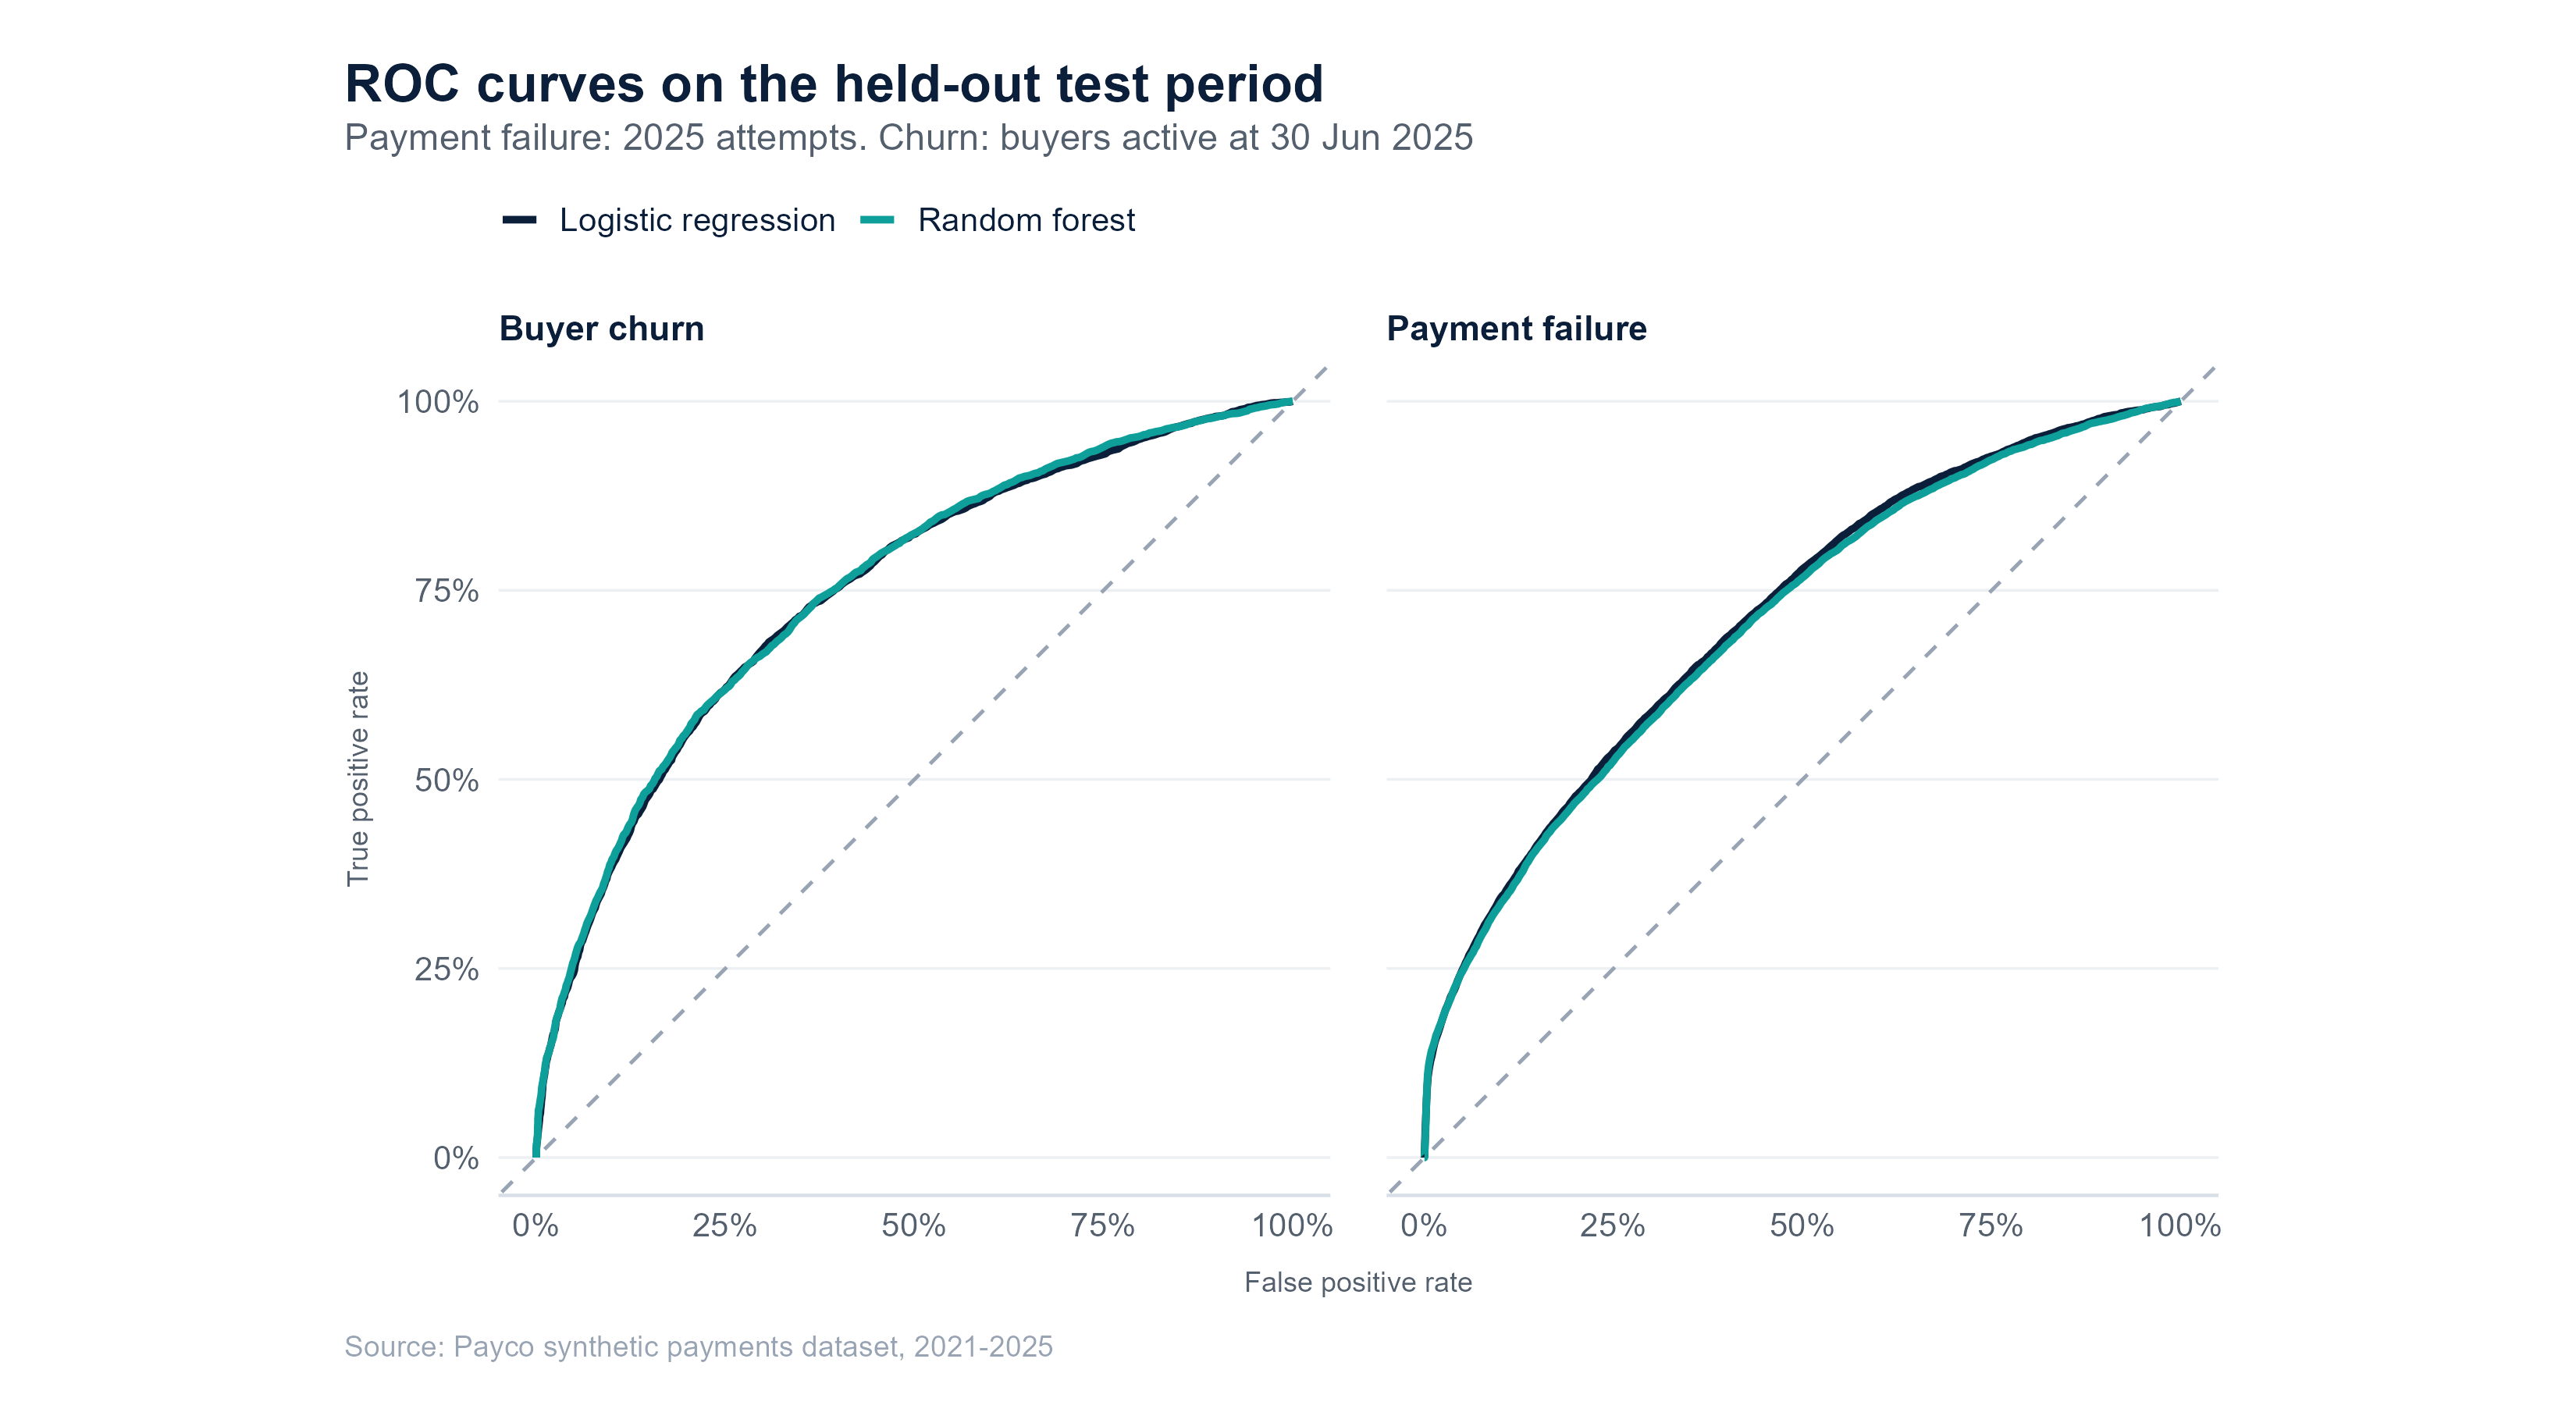 ROC curves on the held-out test period
Payment failure: 2025 attempts. Churn: buyers active at 30 Jun 2025
Logistic regression
Random forest
Buyer churn
Payment failure
True positive rate
100%
75%
50%
25%
0%
0% 25% 50% 75% 100%
0% 25% 50% 75% 100%
False positive rate
Source: Payco synthetic payments dataset, 2021-2025